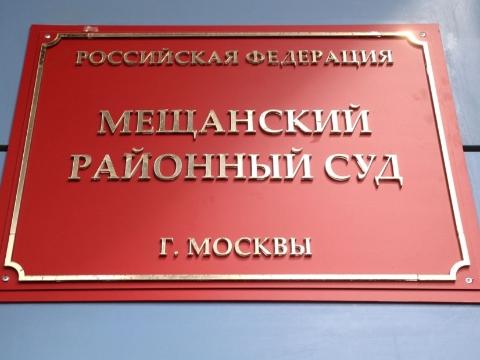 РОССИЙСКАЯ ФЕДЕРАЦИЯ
МЕЩАНСКИЙ
РАЙОННЫЙ СУД
Г. МОСКВЫ